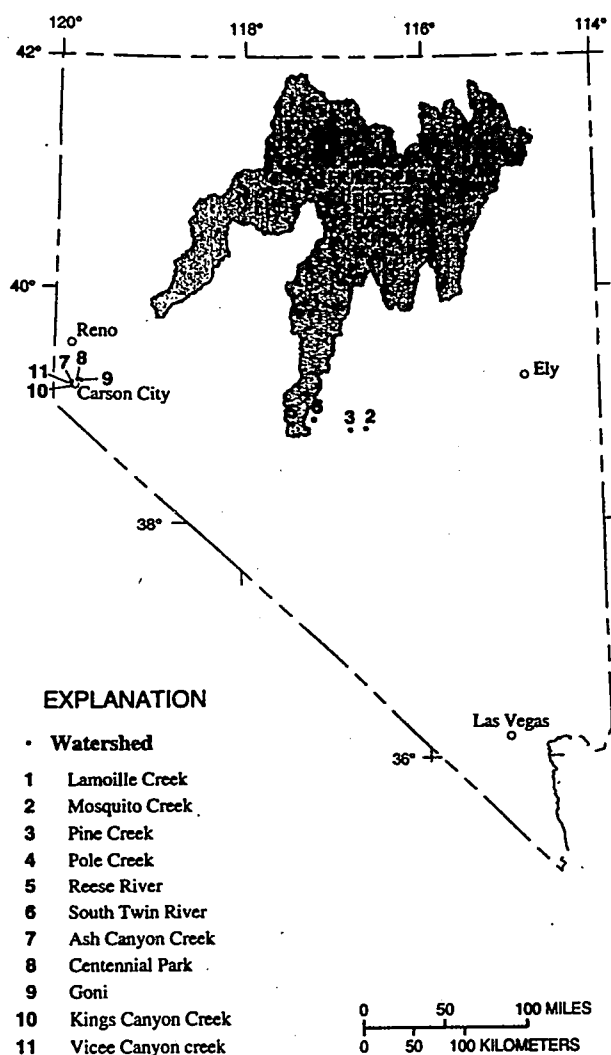 120°
118°
116°
114°
42°
40°
Reno
11 7 8 9
10 Carson City
Ely
6 3 2
38°
Las Vegas
36°
EXPLANATION
· Watershed
1 Lamoille Creek
2 Mosquito Creek
3 Pine Creek
4 Pole Creek
5 Reese River
6 South Twin River
7 Ash Canyon Creek
8 Centennial Park
9 Goni
10 Kings Canyon Creek
11 Vicee Canyon creek
0 50 100 MILES
0 50 100 KILOMETERS